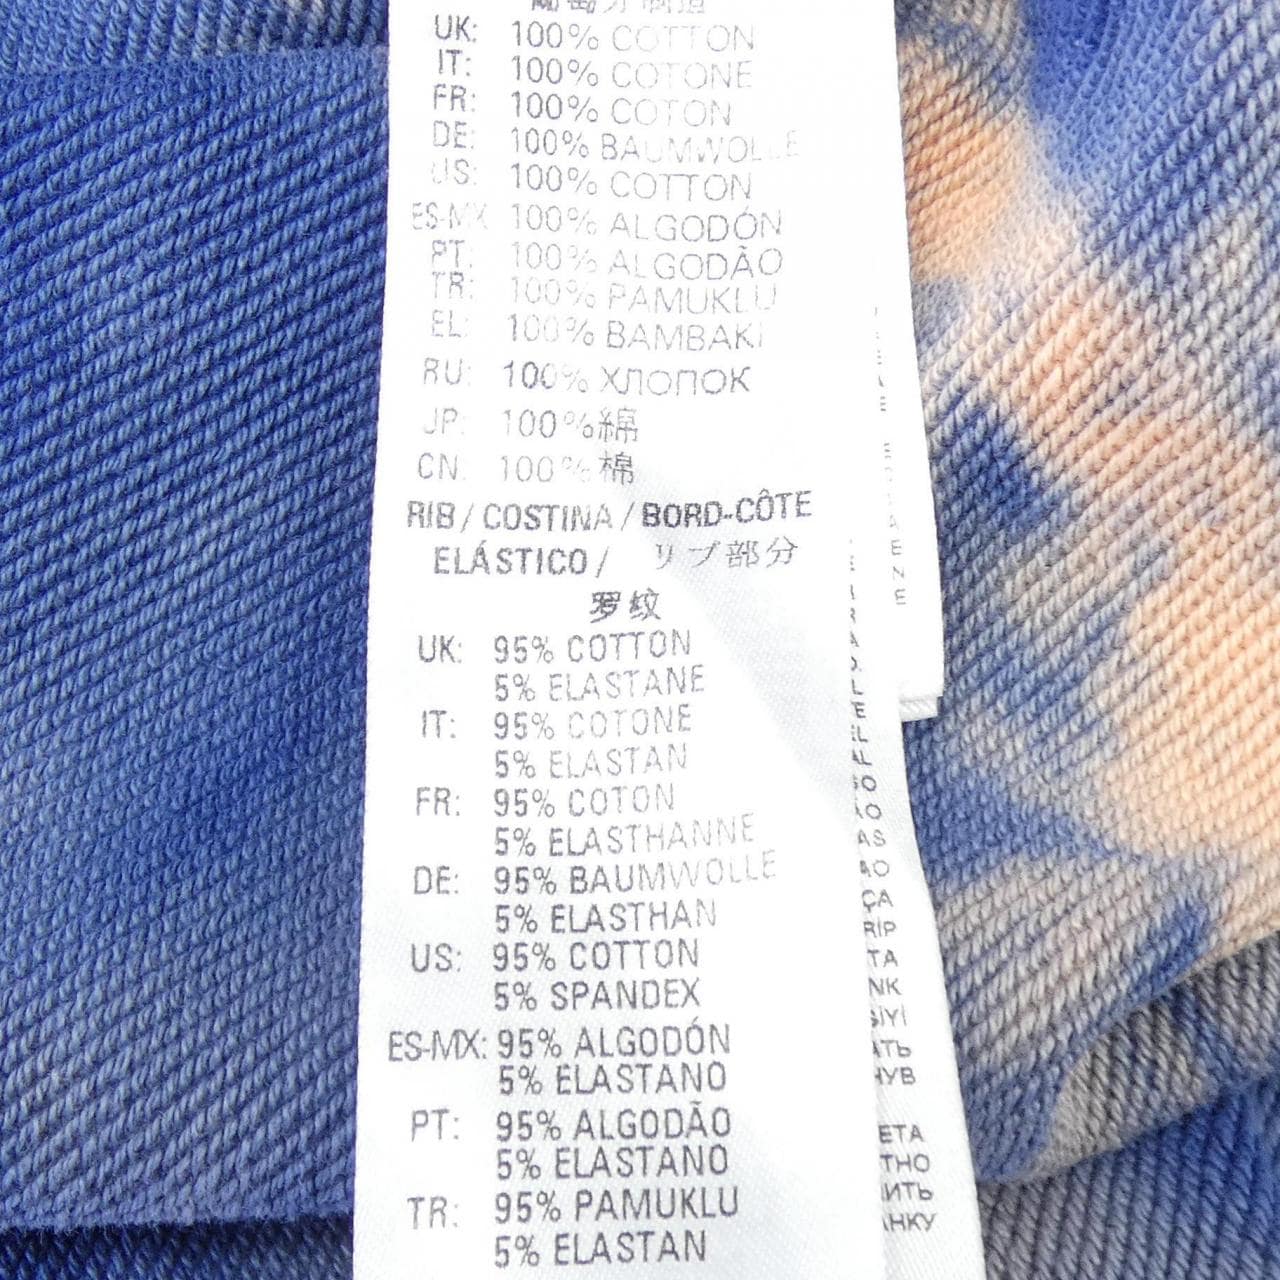 UK: 100% COTTON
IT: 100% COTONE
FR: 100% COTON
DE: 100% BAUMWOLLE
US: 100% COTTON
ES-MX 100% ALGODÓN
PT: 100% ALGODÃO
TR: 100% PAMUKLU
EL: 100% BAMBAKI
RU: 100% ХЛОПОК
JP: 100%綿
CN: 100%棉
RIB / COSTINA / BORD-CÔTE
ELÁSTICO / リブ部分
罗纹
UK: 95% COTTON
5% ELASTANE
IT: 95% COTONE
5% ELASTAN
FR: 95% COTON
5% ELASTHANNE
DE: 95% BAUMWOLLE
5% ELASTHAN
US: 95% COTTON
5% SPANDEX
ES-MX: 95% ALGODÓN
5% ELASTANO
PT: 95% ALGODÃO
5% ELASTANO
TR: 95% PAMUKLU
5% ELASTAN